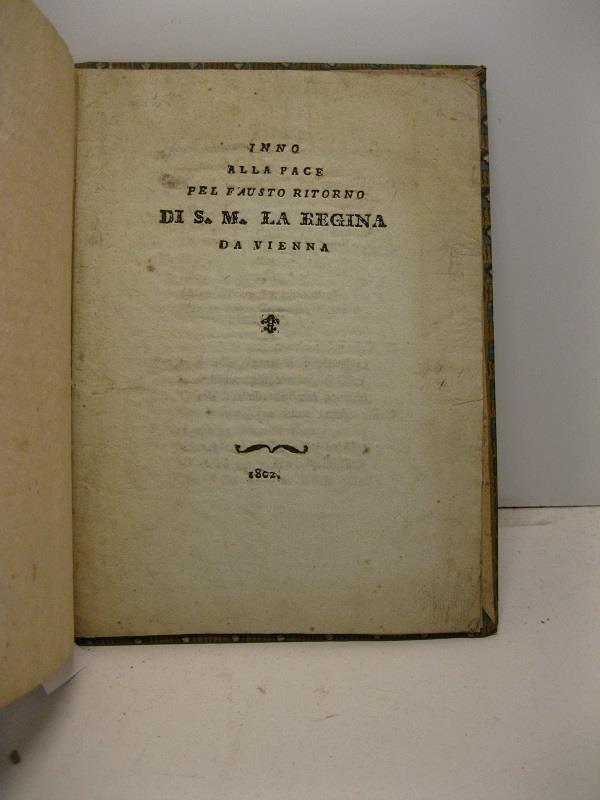 INNO
ALLA PACE
PEL FAUSTO RITORNO
DI S. M. LA REGINA
DA VIENNA
1802.